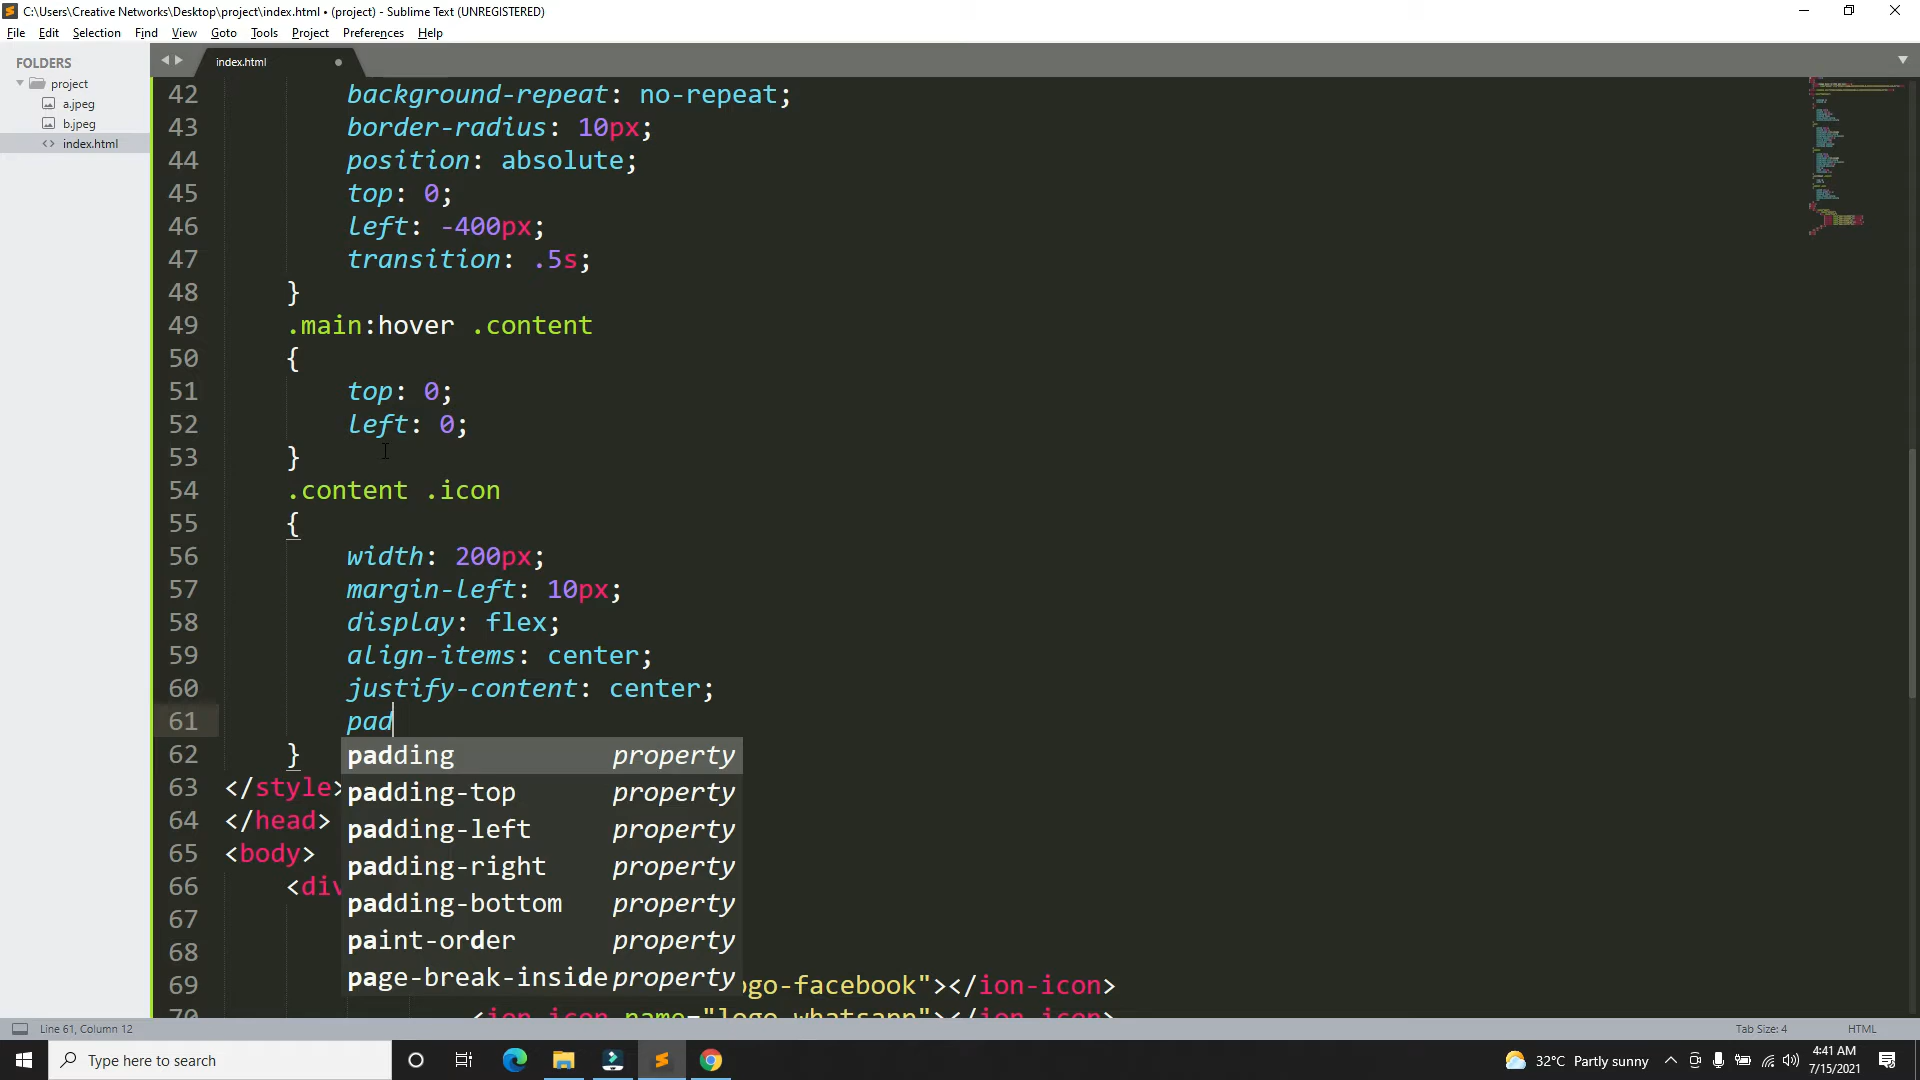 C:\Users\Creative Networks\Desktop\project\index.html • (project) - Sublime Text (UNREGISTERED)
File Edit Selection Find View Goto Tools Project Preferences Help
FOLDERS
project
a.jpeg
b.jpeg
index.html
index.html
42 background-repeat: no-repeat;
43 border-radius: 10px;
44 position: absolute;
45 top: 0;
46 left: -400px;
47 transition: .5s;
48 }
49 .main:hover .content
50 {
51 top: 0;
52 left: 0;
53 }
54 .content .icon
55 {
56 width: 200px;
57 margin-left: 10px;
58 display: flex;
59 align-items: center;
60 justify-content: center;
61 pad
62 }
padding property
63 </style>
padding-top property
64 </head>
padding-left property
65 <body>
padding-right property
66 <div
padding-bottom property
67
paint-order property
68
page-break-inside property
69 ogo-facebook"></ion-icon>
70 <ion-icon name="logo-whatsapp"></ion-icon>
Line 61, Column 12
Tab Size: 4
HTML
Type here to search
32°C Partly sunny
4:41 AM
7/15/2021